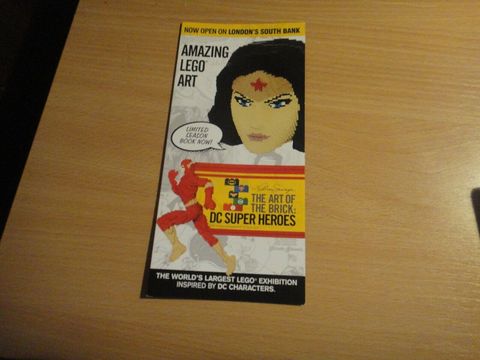 NOW OPEN ON LONDON'S SOUTH BANK
AMAZING
LEGO®
ART
LIMITED
SEASON
BOOK NOW!
THE ART OF
THE BRICK:
DC SUPER HEROES
THE WORLD'S LARGEST LEGO® EXHIBITION
INSPIRED BY DC CHARACTERS.